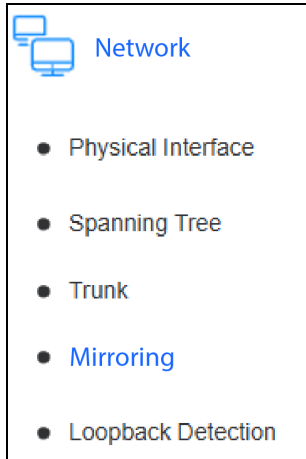 Network
Physical Interface
Spanning Tree
Trunk
Mirroring
Loopback Detection